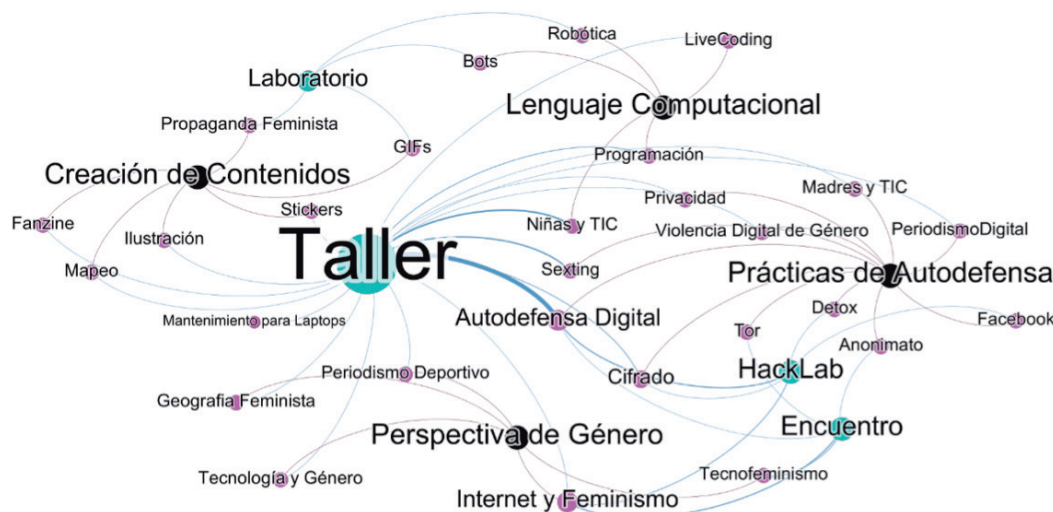 Robótica
LiveCoding
Bots
Laboratorio
Lenguaje Computacional
Propaganda Feminista
GIFs
Programación
Creación de Contenidos
Madres y TIC
Privacidad
Stickers
Fanzine
Niñas y TIC
Violencia Digital de Género
PeriodismoDigital
Ilustración
Taller
Mapeo
Sexting
Prácticas de Autodefensa
Detox
Mantenimiento para Laptops
Autodefensa Digital
Facebook
Tor
Anonimato
Periodismo Deportivo
Cifrado
HackLab
Geografia Feminista
Perspectiva de Género
Encuentro
Tecnología y Género
Tecnofeminismo
Internet y Feminismo